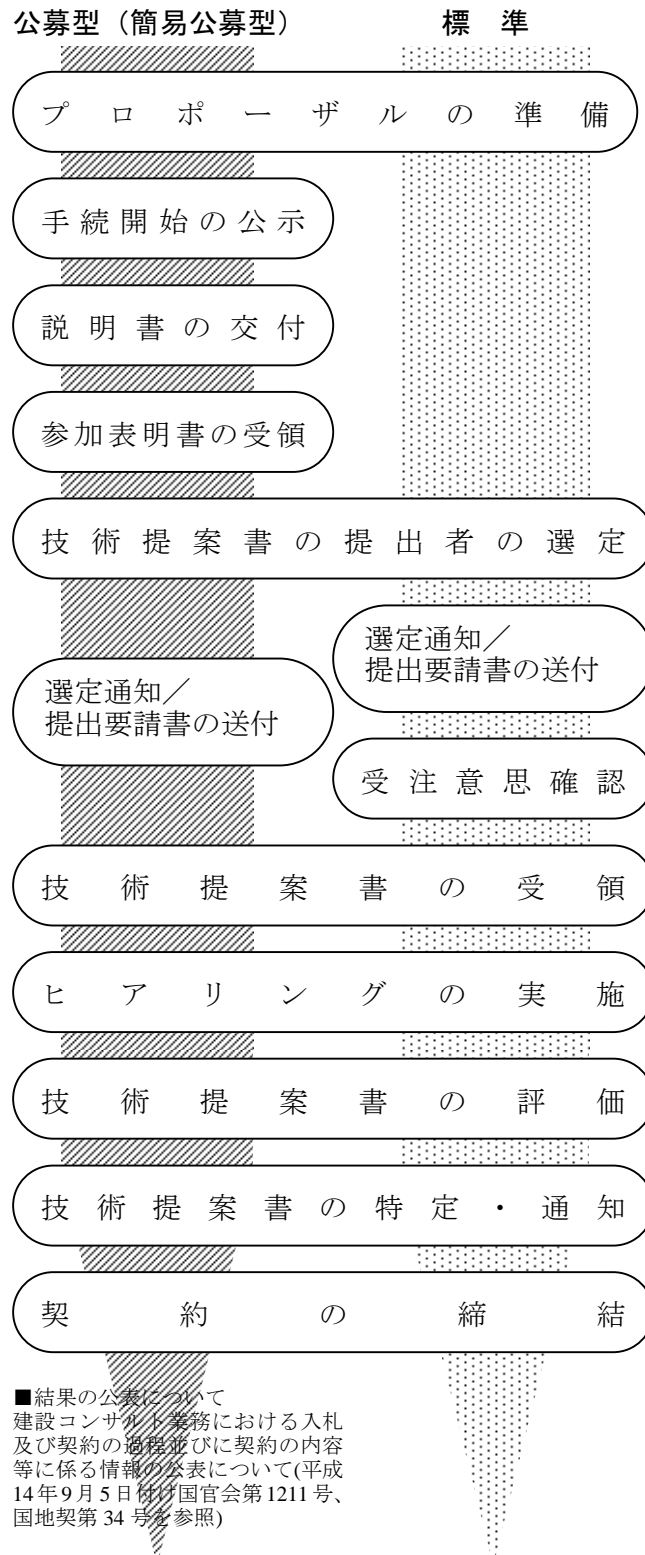 公募型（簡易公募型）
標準
プロポーザルの準備
手続開始の公示
説明書の交付
参加表明書の受領
技術提案書の提出者の選定
選定通知／
提出要請書の送付
選定通知／
提出要請書の送付
受注意思確認
技術提案書の受領
ヒアリングの実施
技術提案書の評価
技術提案書の特定・通知
契約の締結
■結果の公表について
建設コンサルト業務における入札
及び契約の過程並びに契約の内容
等に係る情報の公表について(平成
14年9月5日付け国官会第1211号、
国地契第34号を参照)